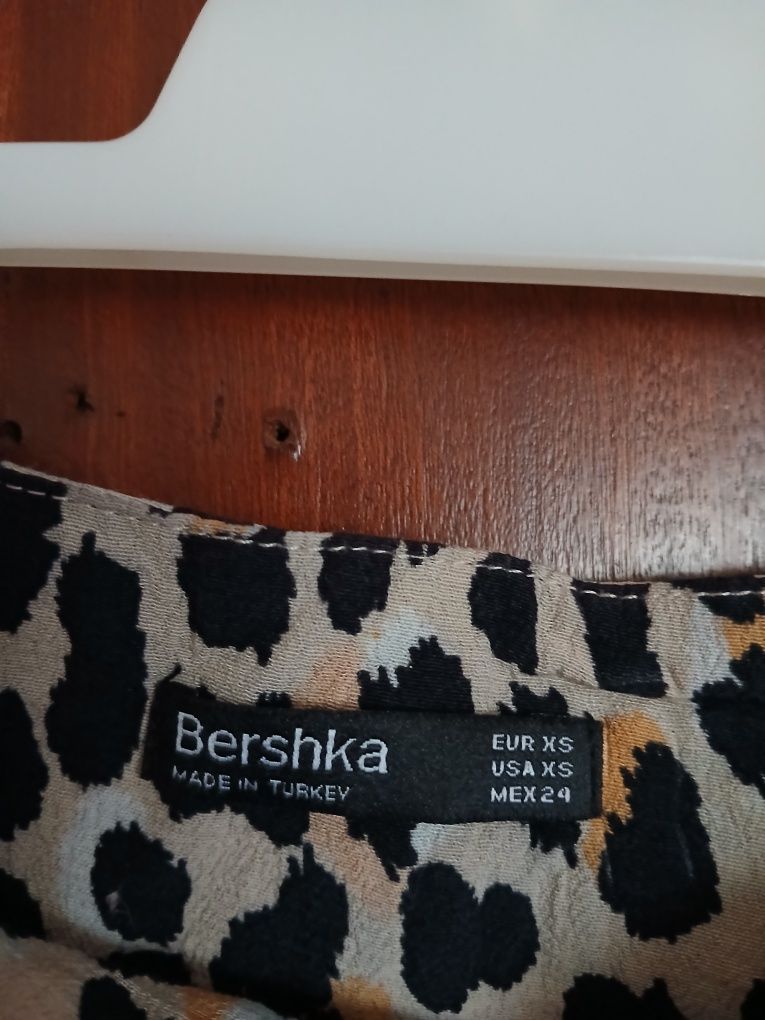 Bershka
MADE IN TURKEY
EUR XS
USA XS
MEX 24